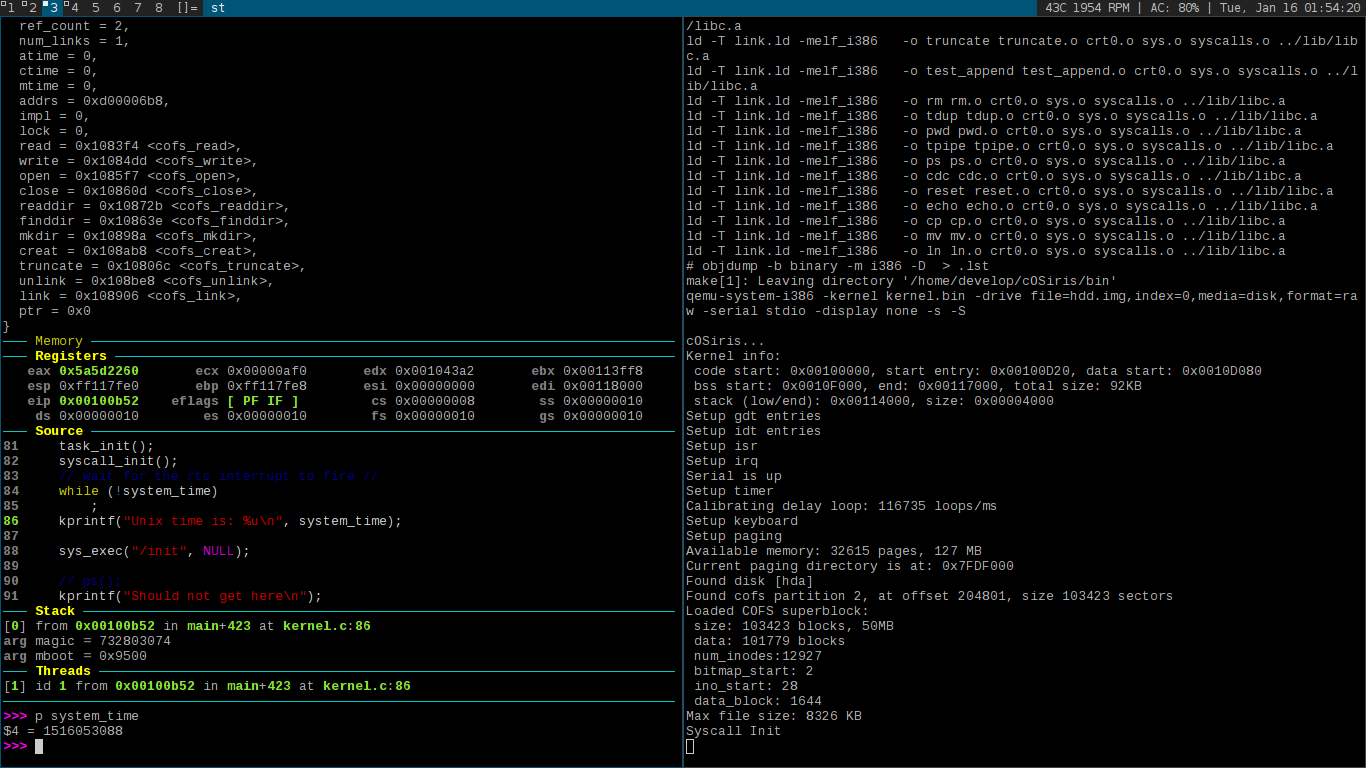 1 2 3 4 5 6 7 8 []= st 43C 1954 RPM | AC: 80% | Tue, Jan 16 01:54:20
ref_count = 2,
num_links = 1,
atime = 0,
ctime = 0,
mtime = 0,
addrs = 0xd00006b8,
impl = 0,
lock = 0,
read = 0x1083f4 <cofs_read>,
write = 0x1084dd <cofs_write>,
open = 0x1085f7 <cofs_open>,
close = 0x10860d <cofs_close>,
readdir = 0x10872b <cofs_readdir>,
finddir = 0x10863e <cofs_finddir>,
mkdir = 0x10898a <cofs_mkdir>,
creat = 0x108ab8 <cofs_creat>,
truncate = 0x10806c <cofs_truncate>,
unlink = 0x108be8 <cofs_unlink>,
link = 0x108906 <cofs_link>,
ptr = 0x0
}
Memory
Registers
eax 0x5a5d2260 ecx 0x00000af0 edx 0x001043a2 ebx 0x00113ff8
esp 0xff117fe0 ebp 0xff117fe8 esi 0x00000000 edi 0x00118000
eip 0x00100b52 eflags [ PF IF ] cs 0x00000008 ss 0x00000010
ds 0x00000010 es 0x00000010 fs 0x00000010 gs 0x00000010
Source
81 task_init();
82 syscall_init();
83 // wait for the rtc interrupt to fire //
84 while (!system_time)
85 ;
86 kprintf("Unix time is: %u\n", system_time);
87
88 sys_exec("/init", NULL);
89
90 // ps();
91 kprintf("Should not get here\n");
Stack
[0] from 0x00100b52 in main+423 at kernel.c:86
arg magic = 732803074
arg mboot = 0x9500
Threads
[1] id 1 from 0x00100b52 in main+423 at kernel.c:86
>>> p system_time
$4 = 1516053088
>>>
/libc.a
ld -T link.ld -melf_i386 -o truncate truncate.o crt0.o sys.o syscalls.o ../lib/lib
c.a
ld -T link.ld -melf_i386 -o test_append test_append.o crt0.o sys.o syscalls.o ../l
ib/libc.a
ld -T link.ld -melf_i386 -o rm rm.o crt0.o sys.o syscalls.o ../lib/libc.a
ld -T link.ld -melf_i386 -o tdup tdup.o crt0.o sys.o syscalls.o ../lib/libc.a
ld -T link.ld -melf_i386 -o pwd pwd.o crt0.o sys.o syscalls.o ../lib/libc.a
ld -T link.ld -melf_i386 -o tpipe tpipe.o crt0.o sys.o syscalls.o ../lib/libc.a
ld -T link.ld -melf_i386 -o ps ps.o crt0.o sys.o syscalls.o ../lib/libc.a
ld -T link.ld -melf_i386 -o cdc cdc.o crt0.o sys.o syscalls.o ../lib/libc.a
ld -T link.ld -melf_i386 -o reset reset.o crt0.o sys.o syscalls.o ../lib/libc.a
ld -T link.ld -melf_i386 -o echo echo.o crt0.o sys.o syscalls.o ../lib/libc.a
ld -T link.ld -melf_i386 -o cp cp.o crt0.o sys.o syscalls.o ../lib/libc.a
ld -T link.ld -melf_i386 -o mv mv.o crt0.o sys.o syscalls.o ../lib/libc.a
ld -T link.ld -melf_i386 -o ln ln.o crt0.o sys.o syscalls.o ../lib/libc.a
# objdump -b binary -m i386 -D > .lst
make[1]: Leaving directory '/home/develop/cOSiris/bin'
qemu-system-i386 -kernel kernel.bin -drive file=hdd.img,index=0,media=disk,format=ra
w -serial stdio -display none -s -S
cOSiris...
Kernel info:
code start: 0x00100000, start entry: 0x00100D20, data start: 0x0010D080
bss start: 0x0010F000, end: 0x00117000, total size: 92KB
stack (low/end): 0x00114000, size: 0x00004000
Setup gdt entries
Setup idt entries
Setup isr
Setup irq
Serial is up
Setup timer
Calibrating delay loop: 116735 loops/ms
Setup keyboard
Setup paging
Available memory: 32615 pages, 127 MB
Current paging directory is at: 0x7FDF000
Found disk [hda]
Found cofs partition 2, at offset 204801, size 103423 sectors
Loaded COFS superblock:
size: 103423 blocks, 50MB
data: 101779 blocks
num_inodes:12927
bitmap_start: 2
ino_start: 28
data_block: 1644
Max file size: 8326 KB
Syscall Init